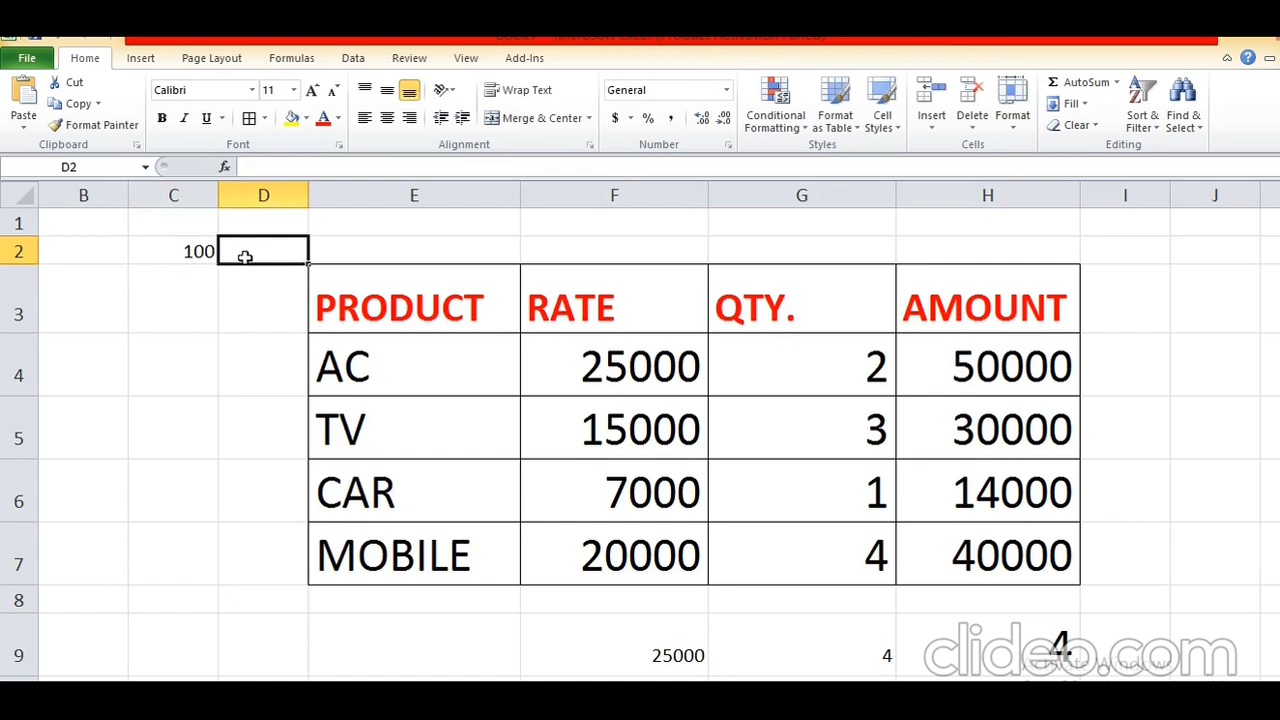 File Home Insert Page Layout Formulas Data Review View Add-Ins
Cut
Copy
Format Painter
Paste
Clipboard
Calibri 11
B I U
Font
Wrap Text
Merge & Center
Alignment
General
$ % ,
Number
Conditional Formatting
Format as Table
Cell Styles
Styles
Insert Delete Format
Cells
AutoSum
Fill
Clear
Sort & Filter
Find & Select
Editing
D2 fx
B C D E F G H I J
1
2 100
3 PRODUCT RATE QTY. AMOUNT
4 AC 25000 2 50000
5 TV 15000 3 30000
6 CAR 7000 1 14000
7 MOBILE 20000 4 40000
8
9 25000 4 4
clideo.com
Activate Windows